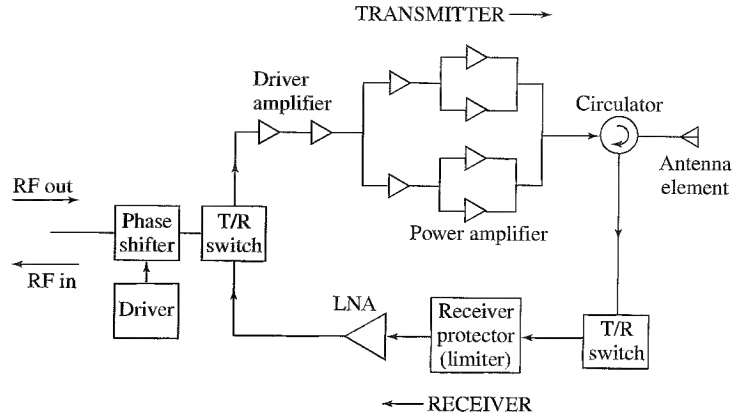 TRANSMITTER
Driver
amplifier
Circulator
Antenna
element
RF out
Phase
shifter
T/R
switch
Power amplifier
RF in
Driver
LNA
Receiver
protector
(limiter)
T/R
switch
RECEIVER